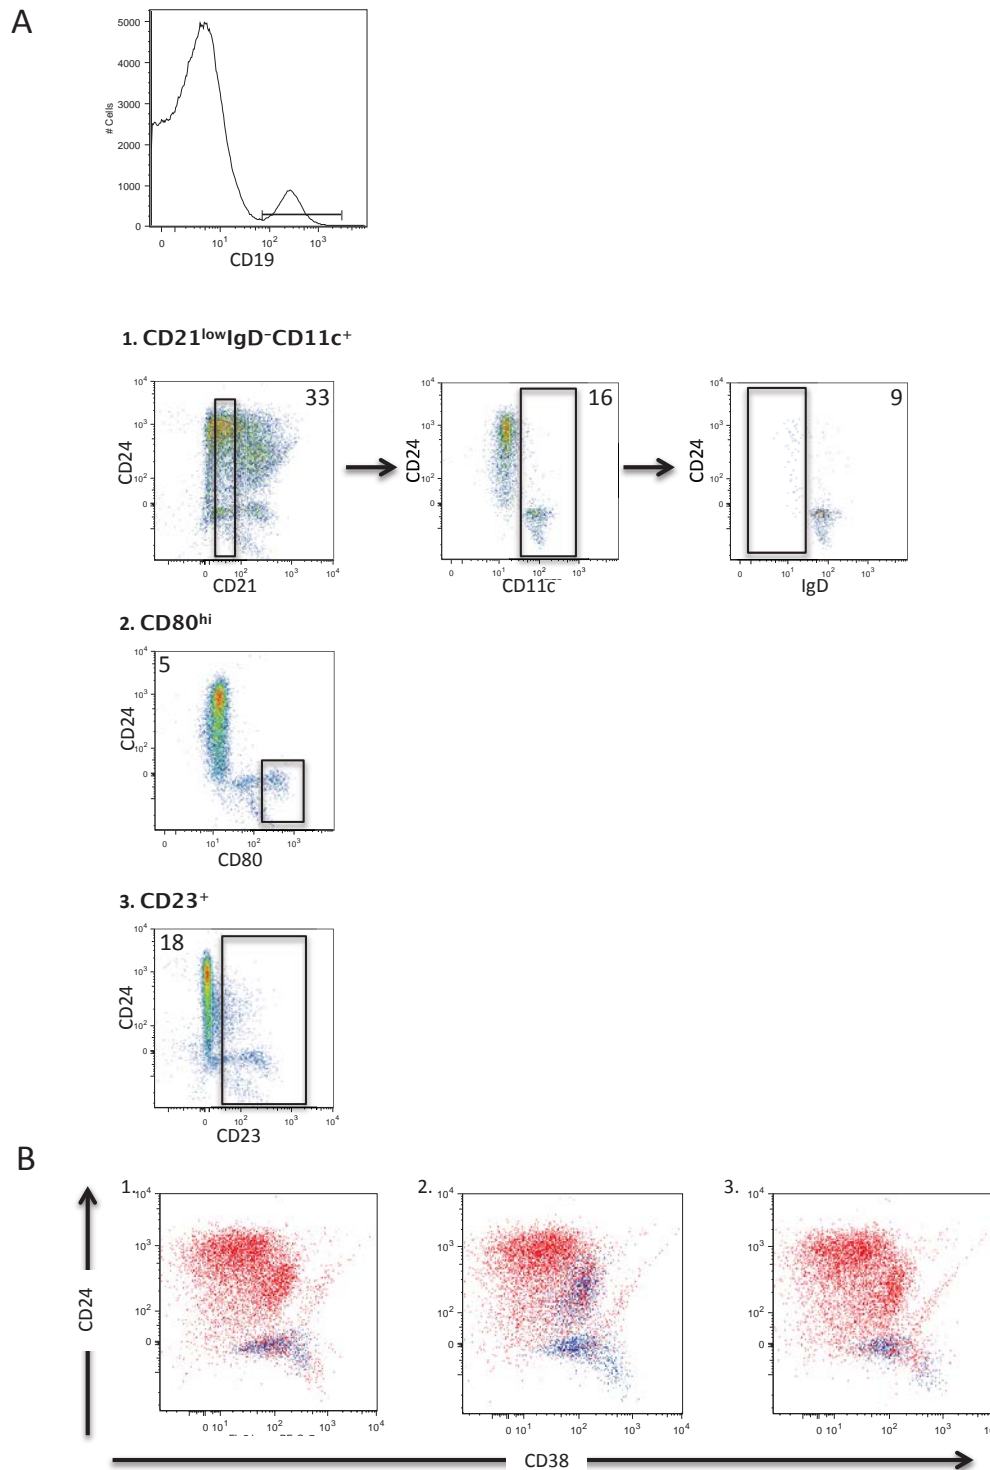 A
5000
4000
3000
2000
1000
0
# Cells
0 10¹ 10² 10³
CD19
1. CD21ˡᵒʷIgD⁻CD11c⁺
10⁴
10³
10²
0
CD24
33
0 10² 10³ 10⁴
CD21
10⁴
10³
10²
0
CD24
16
0 10¹ 10² 10³
CD11c
10⁴
10³
10²
0
CD24
9
0 10¹ 10² 10³
IgD
2. CD80ʰⁱ
10⁴
10³
10²
0
CD24
5
0 10¹ 10² 10³
CD80
3. CD23⁺
10⁴
10³
10²
0
CD24
18
0 10² 10³ 10⁴
CD23
B
CD24
1.
10⁴
10³
10²
0
0 10¹ 10² 10³ 10⁴
2.
10⁴
10³
10²
0
0 10¹ 10² 10³ 10⁴
3.
10⁴
10³
10²
0
0 10¹ 10² 10³
CD38